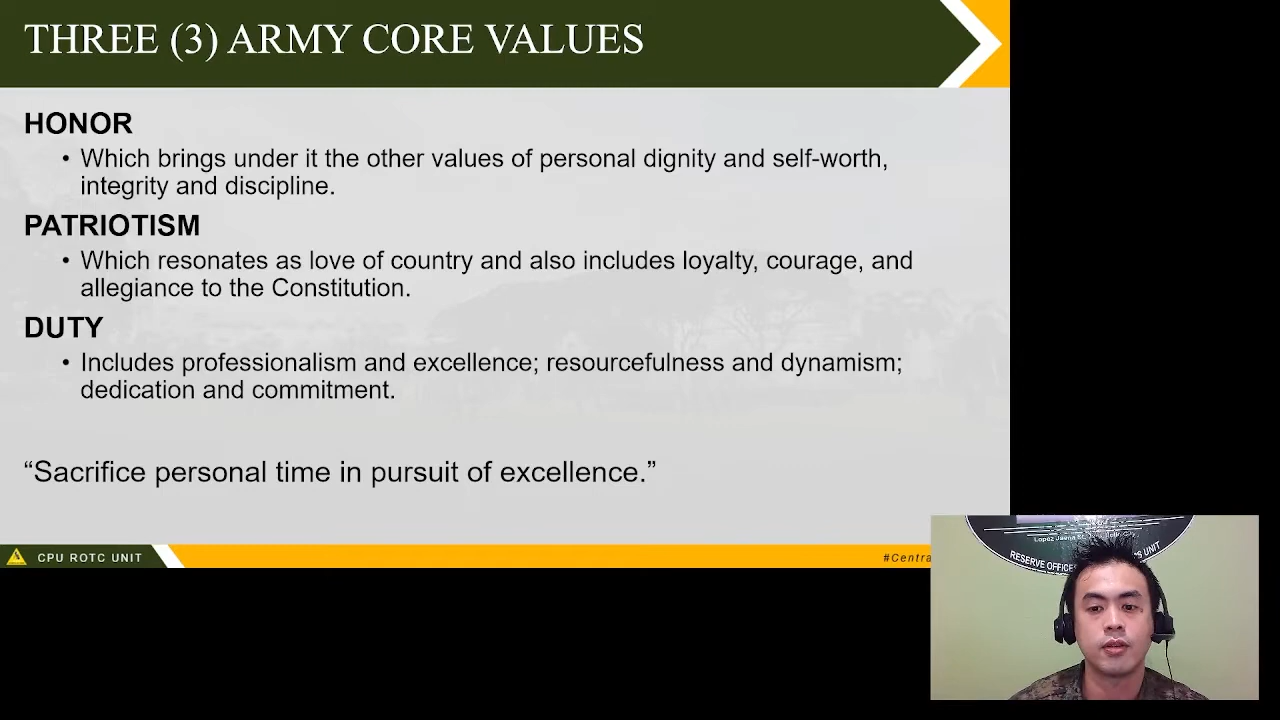 THREE (3) ARMY CORE VALUES
HONOR
• Which brings under it the other values of personal dignity and self-worth,
integrity and discipline.
PATRIOTISM
• Which resonates as love of country and also includes loyalty, courage, and
allegiance to the Constitution.
DUTY
• Includes professionalism and excellence; resourcefulness and dynamism;
dedication and commitment.
“Sacrifice personal time in pursuit of excellence.”
CPU ROTC UNIT
#Centra
Lopez Jaena St.
RESERVE OFFICE
UNIT